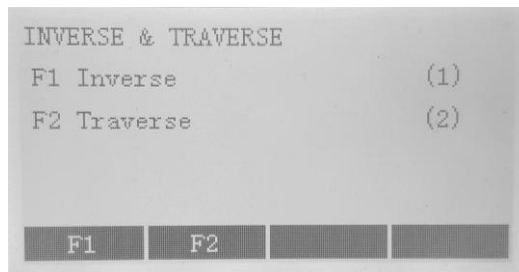 INVERSE & TRAVERSE
F1 Inverse (1)
F2 Traverse (2)
F1 F2